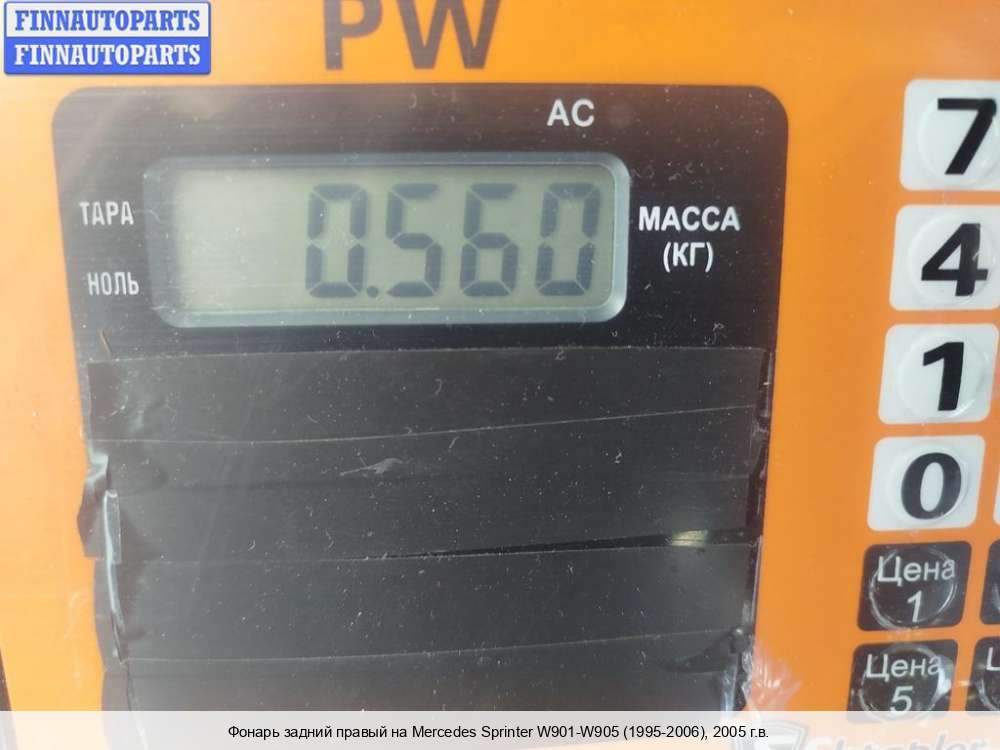 FINNAUTOPARTS
FINNAUTOPARTS
PW
AC
ТАРА
НОЛЬ
0.560
МАССА
(КГ)
7
4
1
0
Цена
1
Цена
5
Фонарь задний правый на Mercedes Sprinter W901-W905 (1995-2006), 2005 г.в.